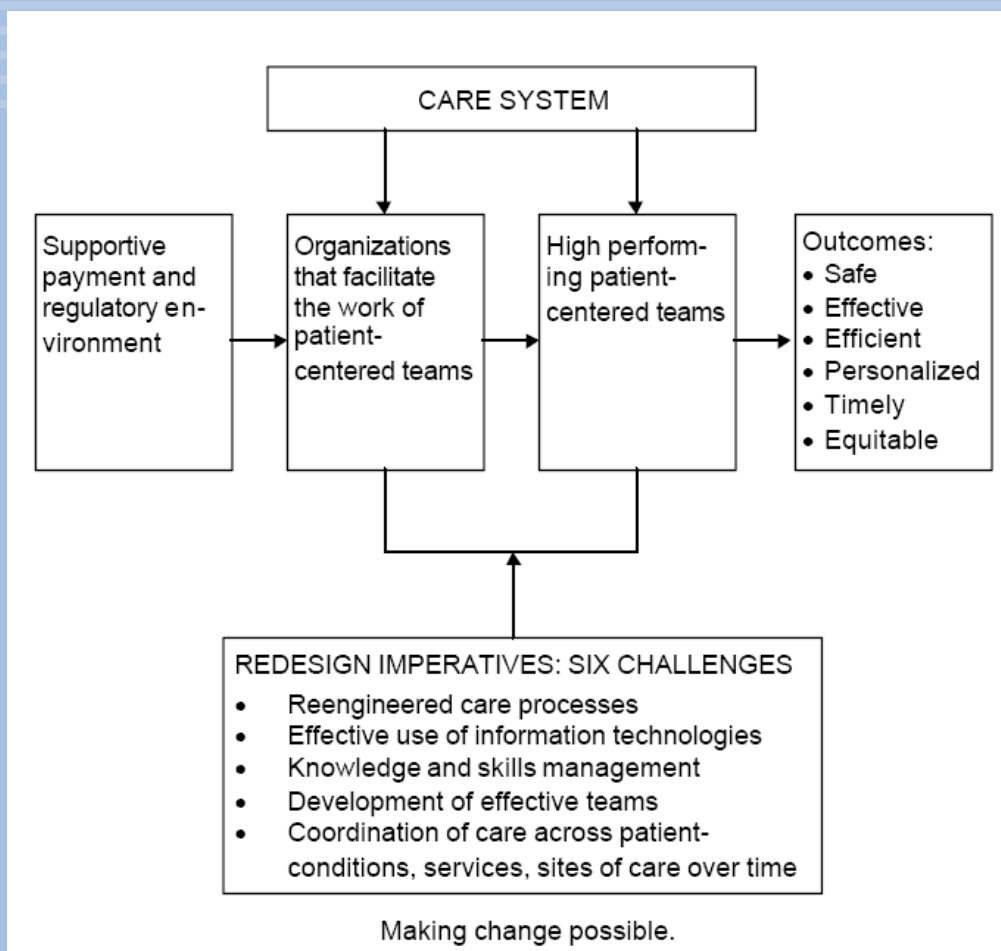 CARE SYSTEM
Supportive
payment and
regulatory en-
vironment
Organizations
that facilitate
the work of
patient-
centered teams
High perform-
ing patient-
centered teams
Outcomes:
• Safe
• Effective
• Efficient
• Personalized
• Timely
• Equitable
REDESIGN IMPERATIVES: SIX CHALLENGES
• Reengineered care processes
• Effective use of information technologies
• Knowledge and skills management
• Development of effective teams
• Coordination of care across patient-
conditions, services, sites of care over time
Making change possible.